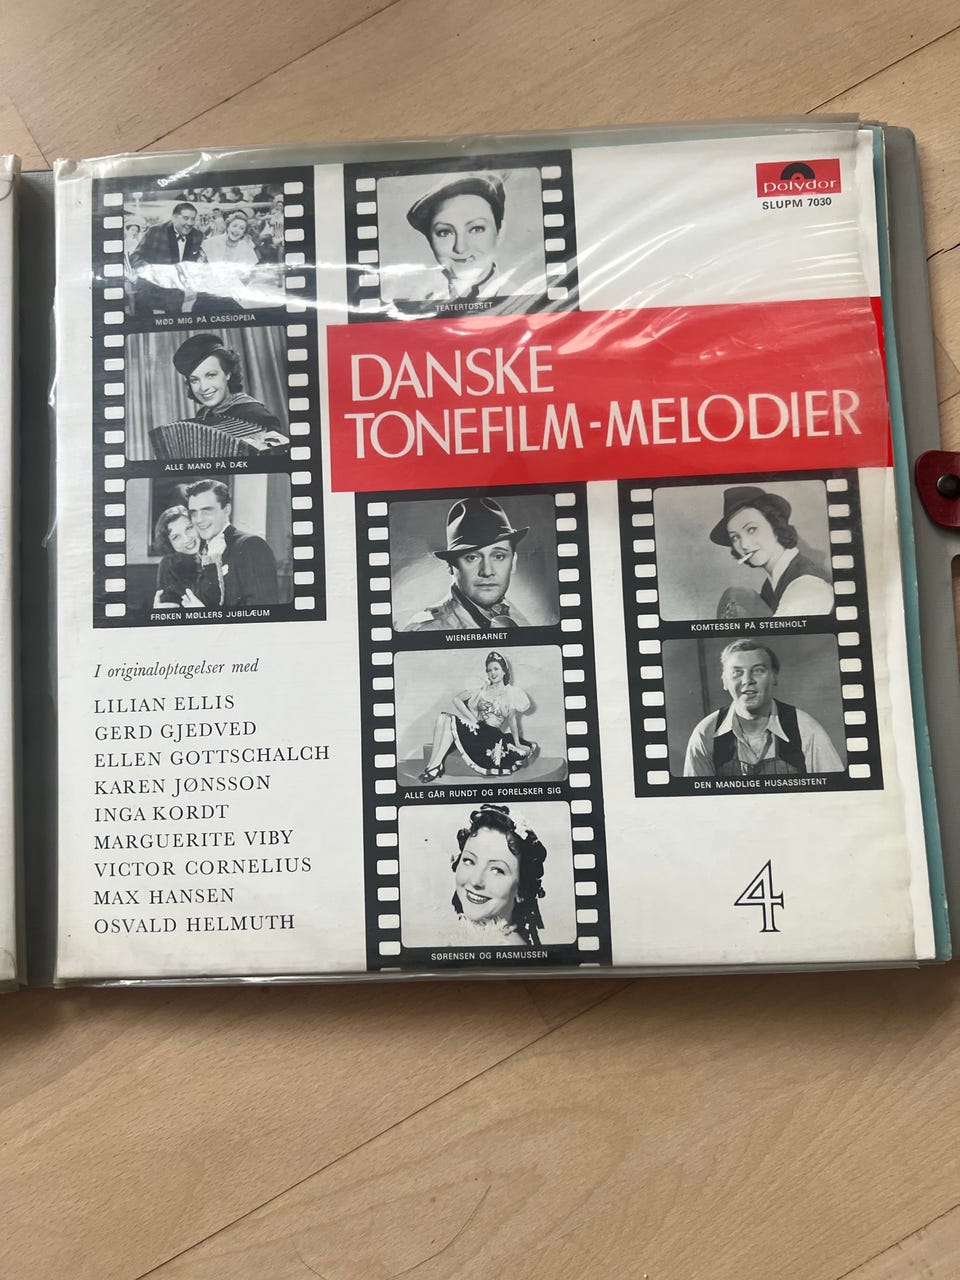 polydor
SLUPM 7030
MØD MIG PÅ CASSIOPEIA
TEATERTOSSET
DANSKE
TONEFILM-MELODIER
ALLE MAND PÅ DÆK
FRØKEN MØLLERS JUBILÆUM
WIENERBARNET
KOMTESSEN PÅ STEENHOLT
ALLE GÅR RUNDT OG FORELSKER SIG
DEN MANDLIGE HUSASSISTENT
SØRENSEN OG RASMUSSEN
I originaloptagelser med
LILIAN ELLIS
GERD GJEDVED
ELLEN GOTTSCHALCH
KAREN JØNSSON
INGA KORDT
MARGUERITE VIBY
VICTOR CORNELIUS
MAX HANSEN
OSVALD HELMUTH
4